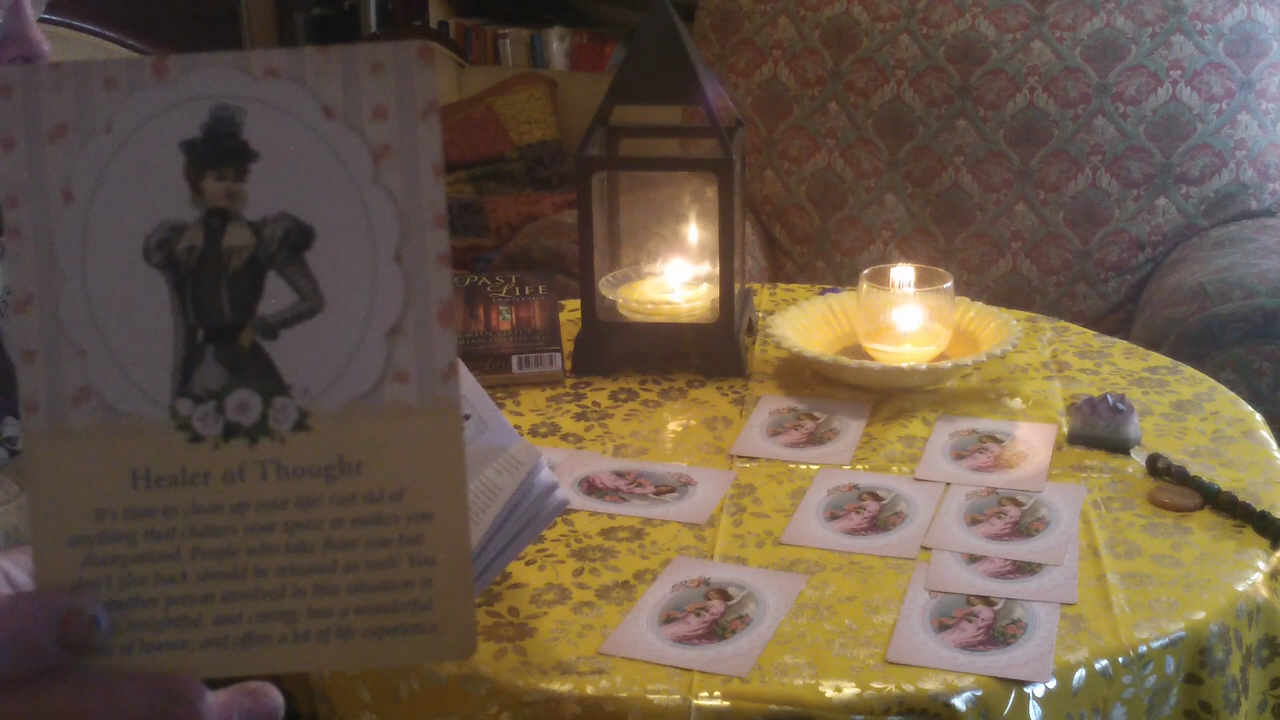 Healer of Thought
It's time to clean up your life! Get rid of
anything that clutters your space or makes you
disorganized. People who take from you but
don't give back should be released as well! You
another person involved in this situation is
insightful, and caring, has a wonderful
of humor, and offers a lot of life experience.
PAST
LIFE